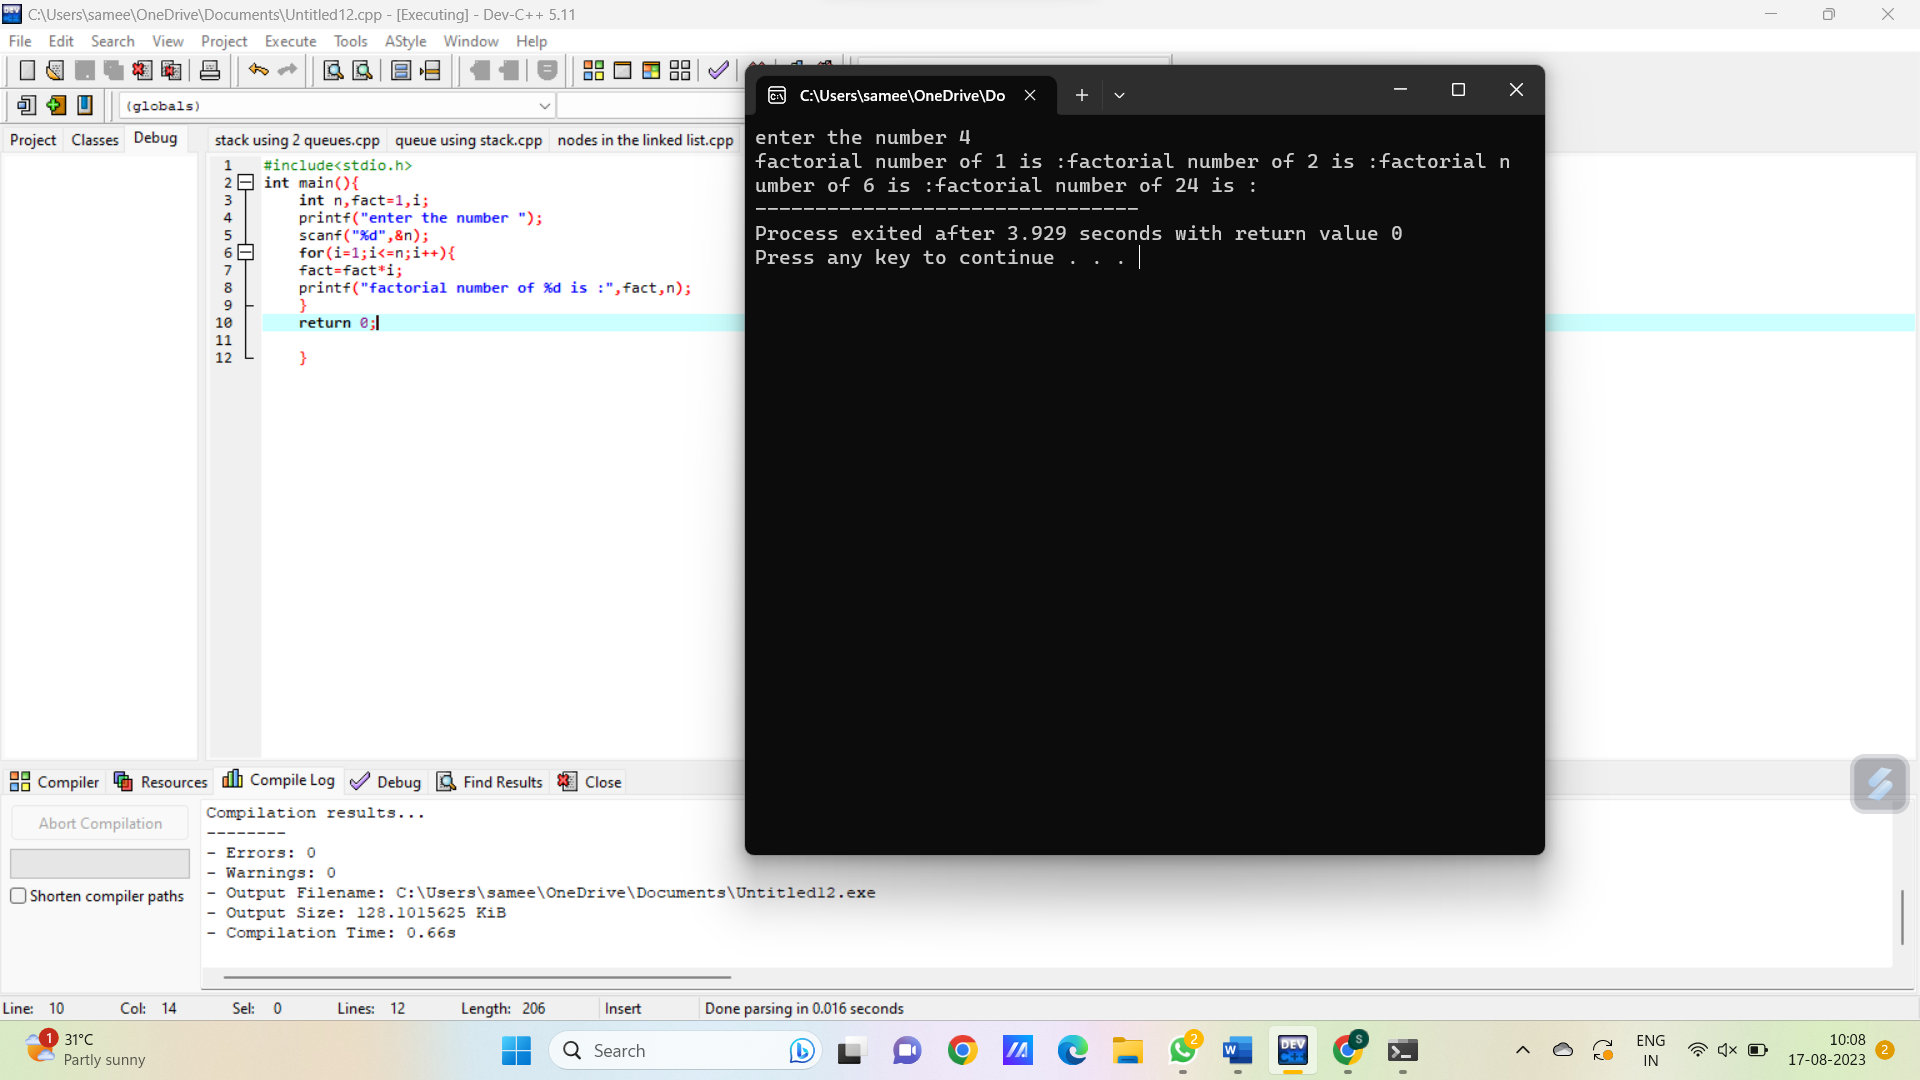 C:\Users\samee\OneDrive\Documents\Untitled12.cpp - [Executing] - Dev-C++ 5.11
File Edit Search View Project Execute Tools AStyle Window Help
(globals)
Project Classes Debug
stack using 2 queues.cpp queue using stack.cpp nodes in the linked list.cpp
1 #include<stdio.h>
2 int main(){
3 int n,fact=1,i;
4 printf("enter the number ");
5 scanf("%d",&n);
6 for(i=1;i<=n;i++){
7 fact=fact*i;
8 printf("factorial number of %d is :",fact,n);
9 }
10 return 0;
11
12 }
C:\Users\samee\OneDrive\Do
enter the number 4
factorial number of 1 is :factorial number of 2 is :factorial n
umber of 6 is :factorial number of 24 is :
--------------------------------
Process exited after 3.929 seconds with return value 0
Press any key to continue . . .
Compiler Resources Compile Log Debug Find Results Close
Abort Compilation
Shorten compiler paths
Compilation results...
--------
- Errors: 0
- Warnings: 0
- Output Filename: C:\Users\samee\OneDrive\Documents\Untitled12.exe
- Output Size: 128.1015625 KiB
- Compilation Time: 0.66s
Line: 10 Col: 14 Sel: 0 Lines: 12 Length: 206 Insert Done parsing in 0.016 seconds
1
31°C
Partly sunny
Search
2
W
DEV
C++
S
ENG
IN
10:08
17-08-2023
2